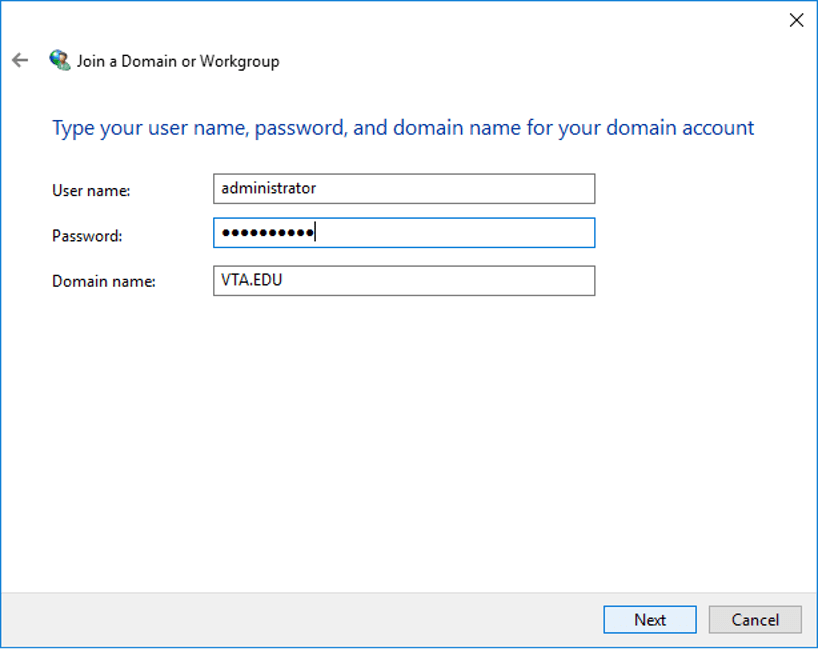 Join a Domain or Workgroup
Type your user name, password, and domain name for your domain account
User name: administrator
Password: ●●●●●●●●●●
Domain name: VTA.EDU
Next Cancel